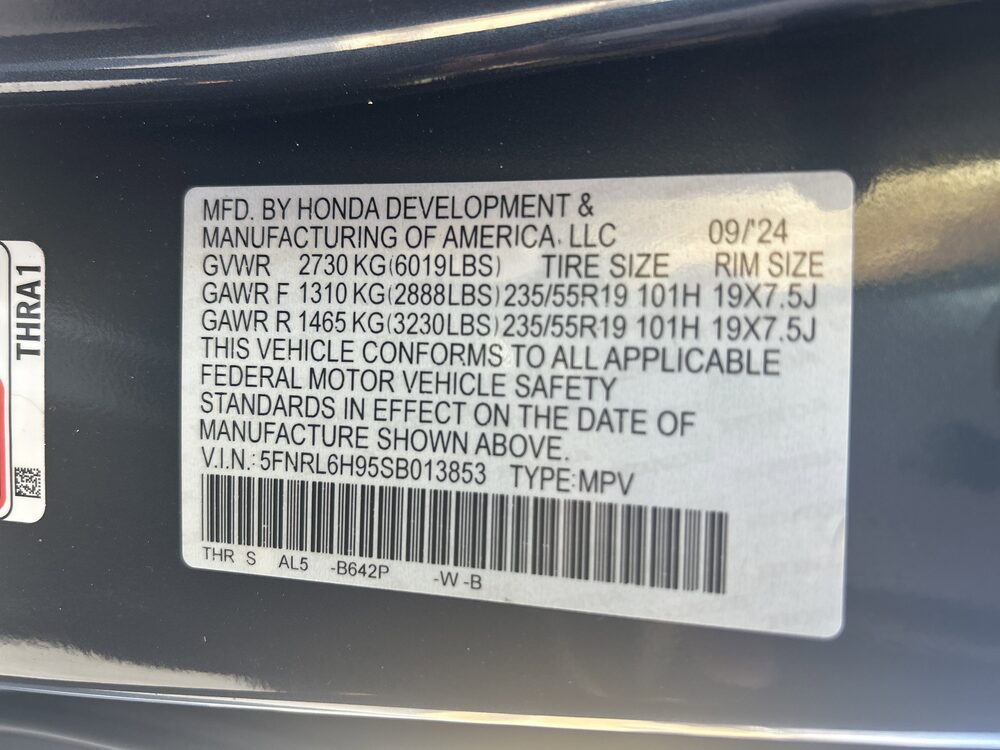 MFD. BY HONDA DEVELOPMENT &
MANUFACTURING OF AMERICA, LLC 09/'24
GVWR 2730 KG(6019LBS) TIRE SIZE RIM SIZE
GAWR F 1310 KG(2888LBS) 235/55R19 101H 19X7.5J
GAWR R 1465 KG(3230LBS) 235/55R19 101H 19X7.5J
THIS VEHICLE CONFORMS TO ALL APPLICABLE
FEDERAL MOTOR VEHICLE SAFETY
STANDARDS IN EFFECT ON THE DATE OF
MANUFACTURE SHOWN ABOVE.
V.I.N.: 5FNRL6H95SB013853 TYPE:MPV
THR S AL5 -B642P -W -B
THRA1